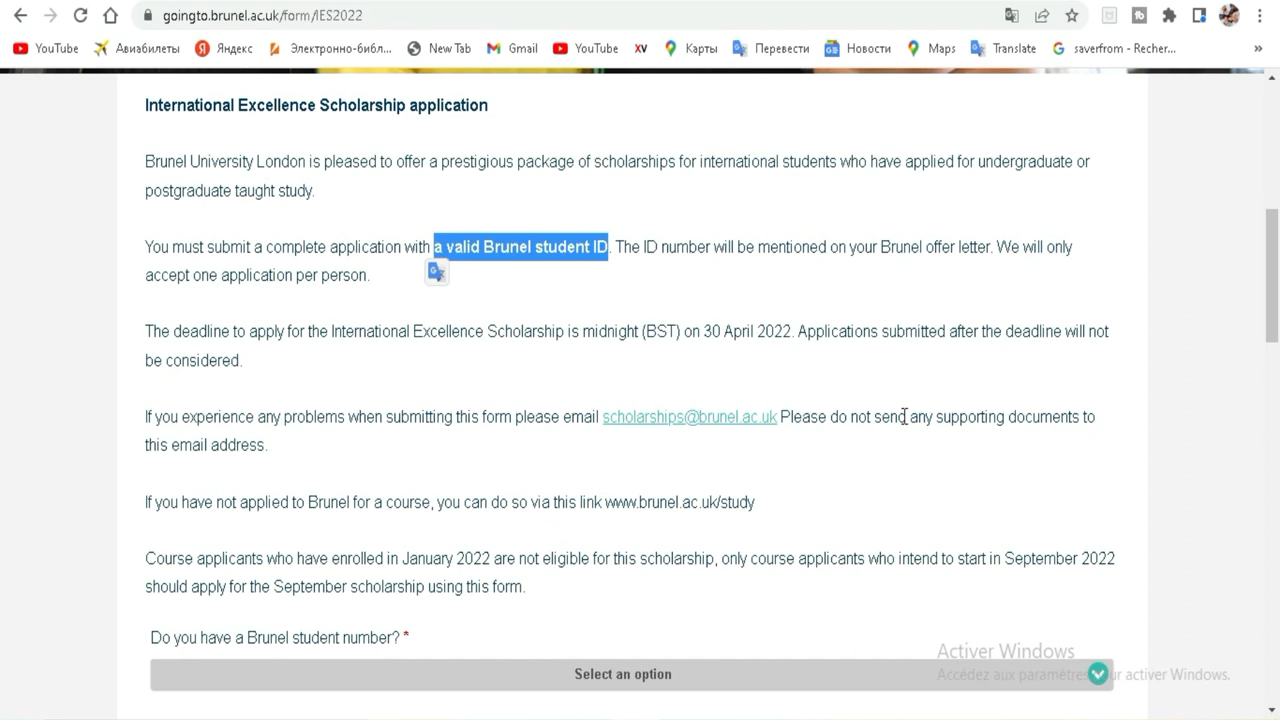 goingto.brunel.ac.uk/form/IES2022
YouTube Авиабилеты Яндекс Электронно-библ... New Tab Gmail YouTube XV Карты Перевести Новости Maps Translate saverfrom - Recher... »
International Excellence Scholarship application
Brunel University London is pleased to offer a prestigious package of scholarships for international students who have applied for undergraduate or
postgraduate taught study.
You must submit a complete application with a valid Brunel student ID. The ID number will be mentioned on your Brunel offer letter. We will only
accept one application per person.
The deadline to apply for the International Excellence Scholarship is midnight (BST) on 30 April 2022. Applications submitted after the deadline will not
be considered.
If you experience any problems when submitting this form please email scholarships@brunel.ac.uk Please do not send any supporting documents to
this email address.
If you have not applied to Brunel for a course, you can do so via this link www.brunel.ac.uk/study
Course applicants who have enrolled in January 2022 are not eligible for this scholarship, only course applicants who intend to start in September 2022
should apply for the September scholarship using this form.
Do you have a Brunel student number? *
Activer Windows
Select an option
Accédez aux paramètres ur activer Windows.